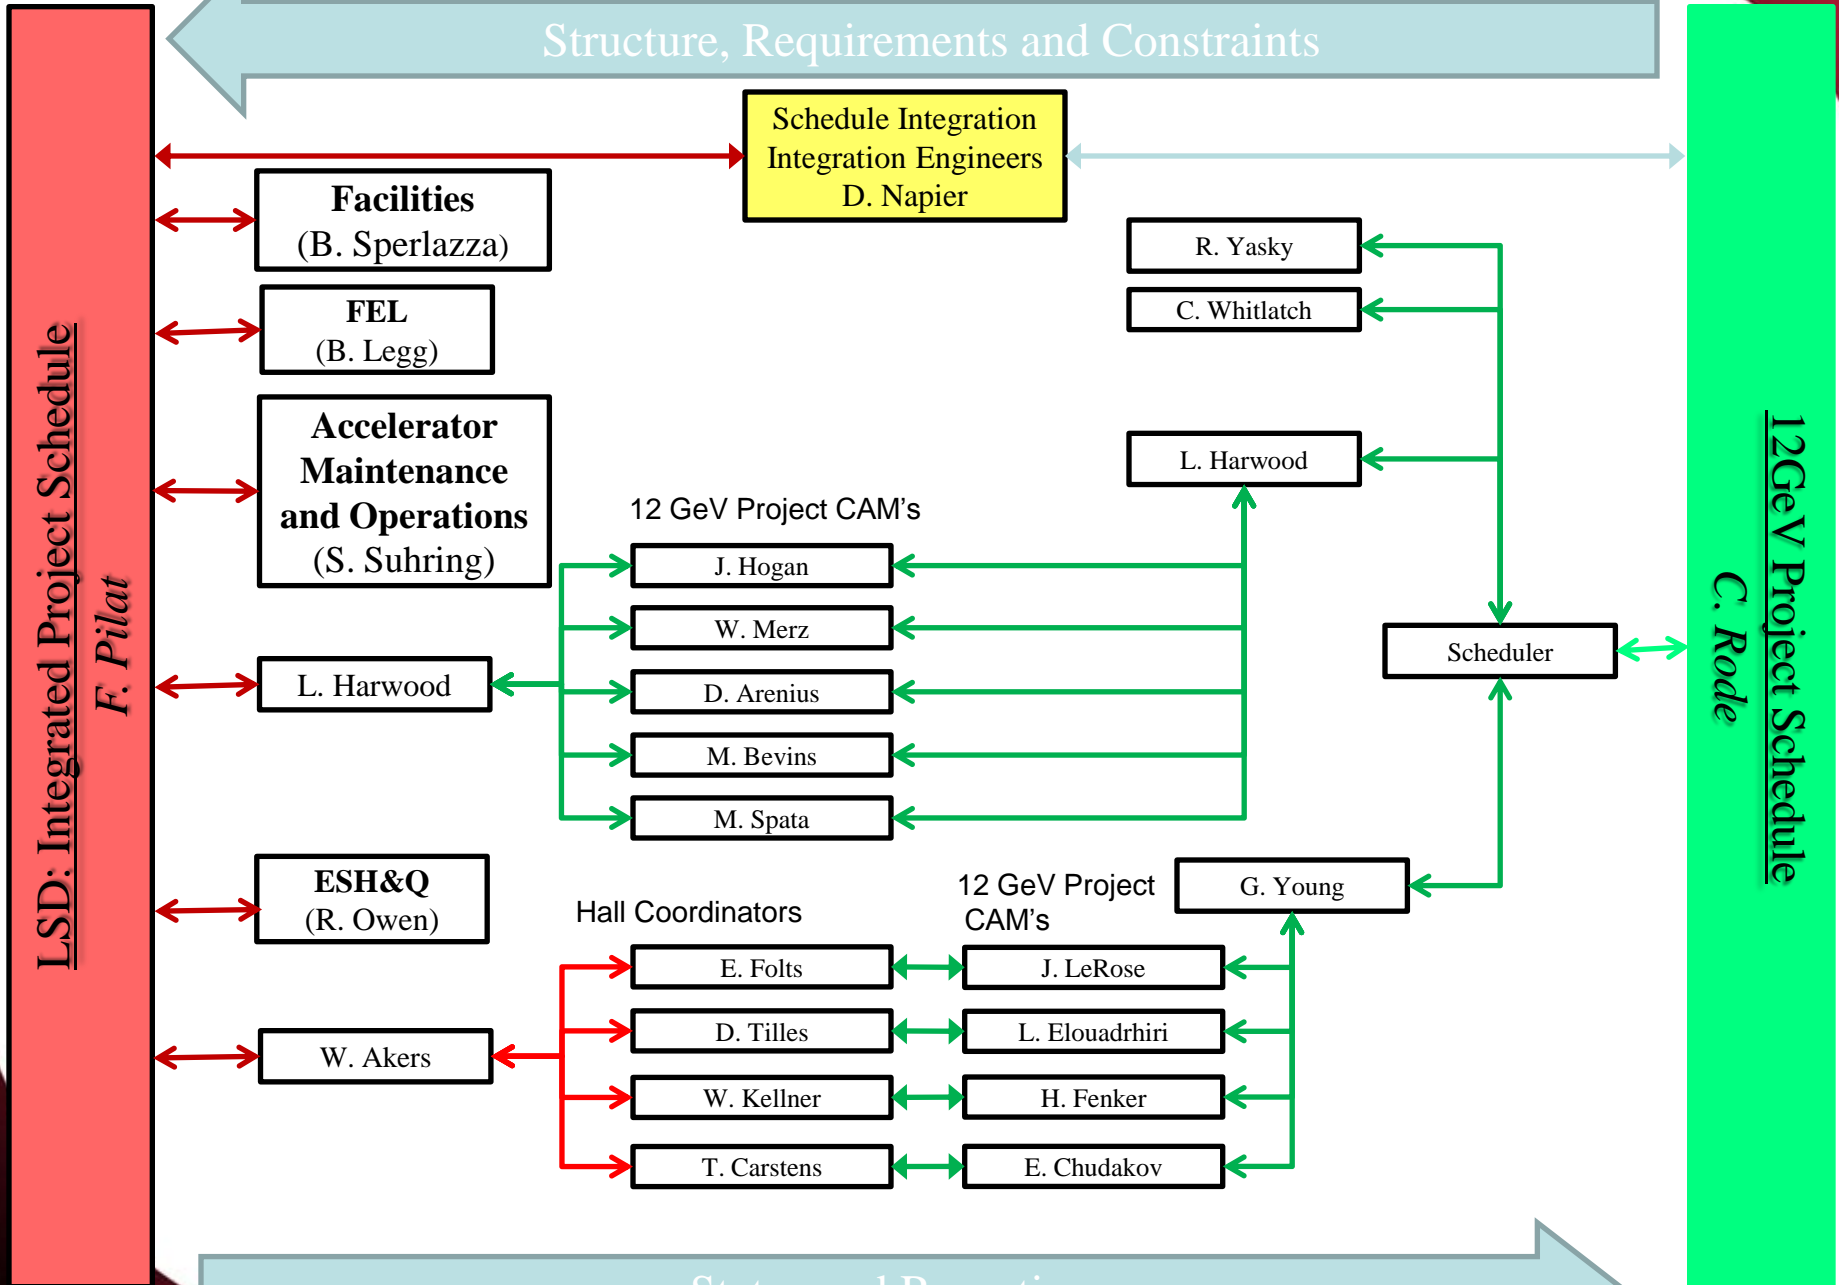 Structure, Requirements and Constraints
Schedule Integration
Integration Engineers
D. Napier
LSD: Integrated Project Schedule
F. Pilat
12GeV Project Schedule
C. Rode
Facilities
(B. Sperlazza)
FEL
(B. Legg)
Accelerator
Maintenance
and Operations
(S. Suhring)
L. Harwood
ESH&Q
(R. Owen)
W. Akers
R. Yasky
C. Whitlatch
L. Harwood
Scheduler
12 GeV Project CAM's
J. Hogan
W. Merz
D. Arenius
M. Bevins
M. Spata
G. Young
Hall Coordinators
E. Folts
D. Tilles
W. Kellner
T. Carstens
12 GeV Project
CAM's
J. LeRose
L. Elouadrhiri
H. Fenker
E. Chudakov